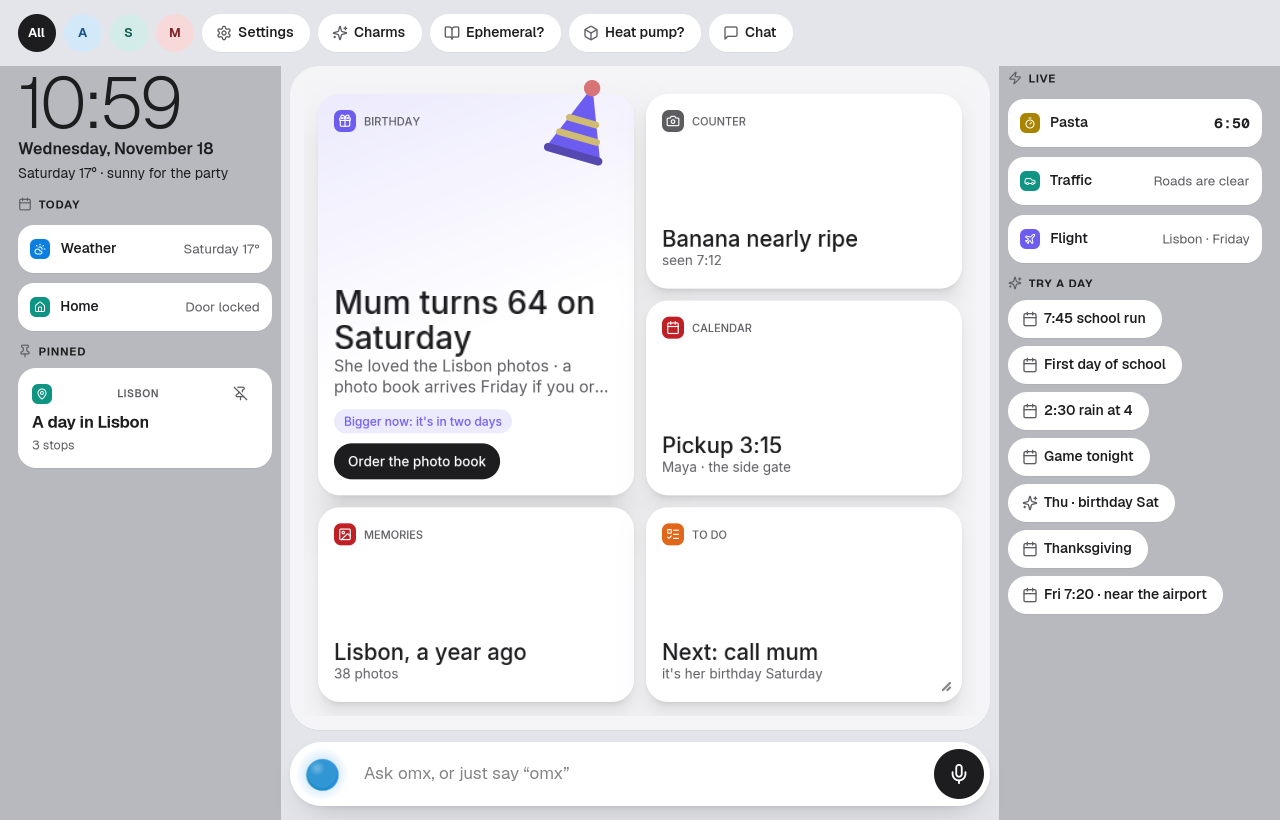 All
A
S
M
Settings
Charms
Ephemeral?
Heat pump?
Chat
10:59
Wednesday, November 18
Saturday 17° · sunny for the party
TODAY
Weather
Saturday 17°
Home
Door locked
PINNED
LISBON
A day in Lisbon
3 stops
BIRTHDAY
Mum turns 64 on
Saturday
She loved the Lisbon photos · a
photo book arrives Friday if you or...
Bigger now: it's in two days
Order the photo book
COUNTER
Banana nearly ripe
seen 7:12
CALENDAR
Pickup 3:15
Maya · the side gate
MEMORIES
Lisbon, a year ago
38 photos
TO DO
Next: call mum
it's her birthday Saturday
Ask omx, or just say “omx”
LIVE
Pasta
6:50
Traffic
Roads are clear
Flight
Lisbon · Friday
TRY A DAY
7:45 school run
First day of school
2:30 rain at 4
Game tonight
Thu · birthday Sat
Thanksgiving
Fri 7:20 · near the airport